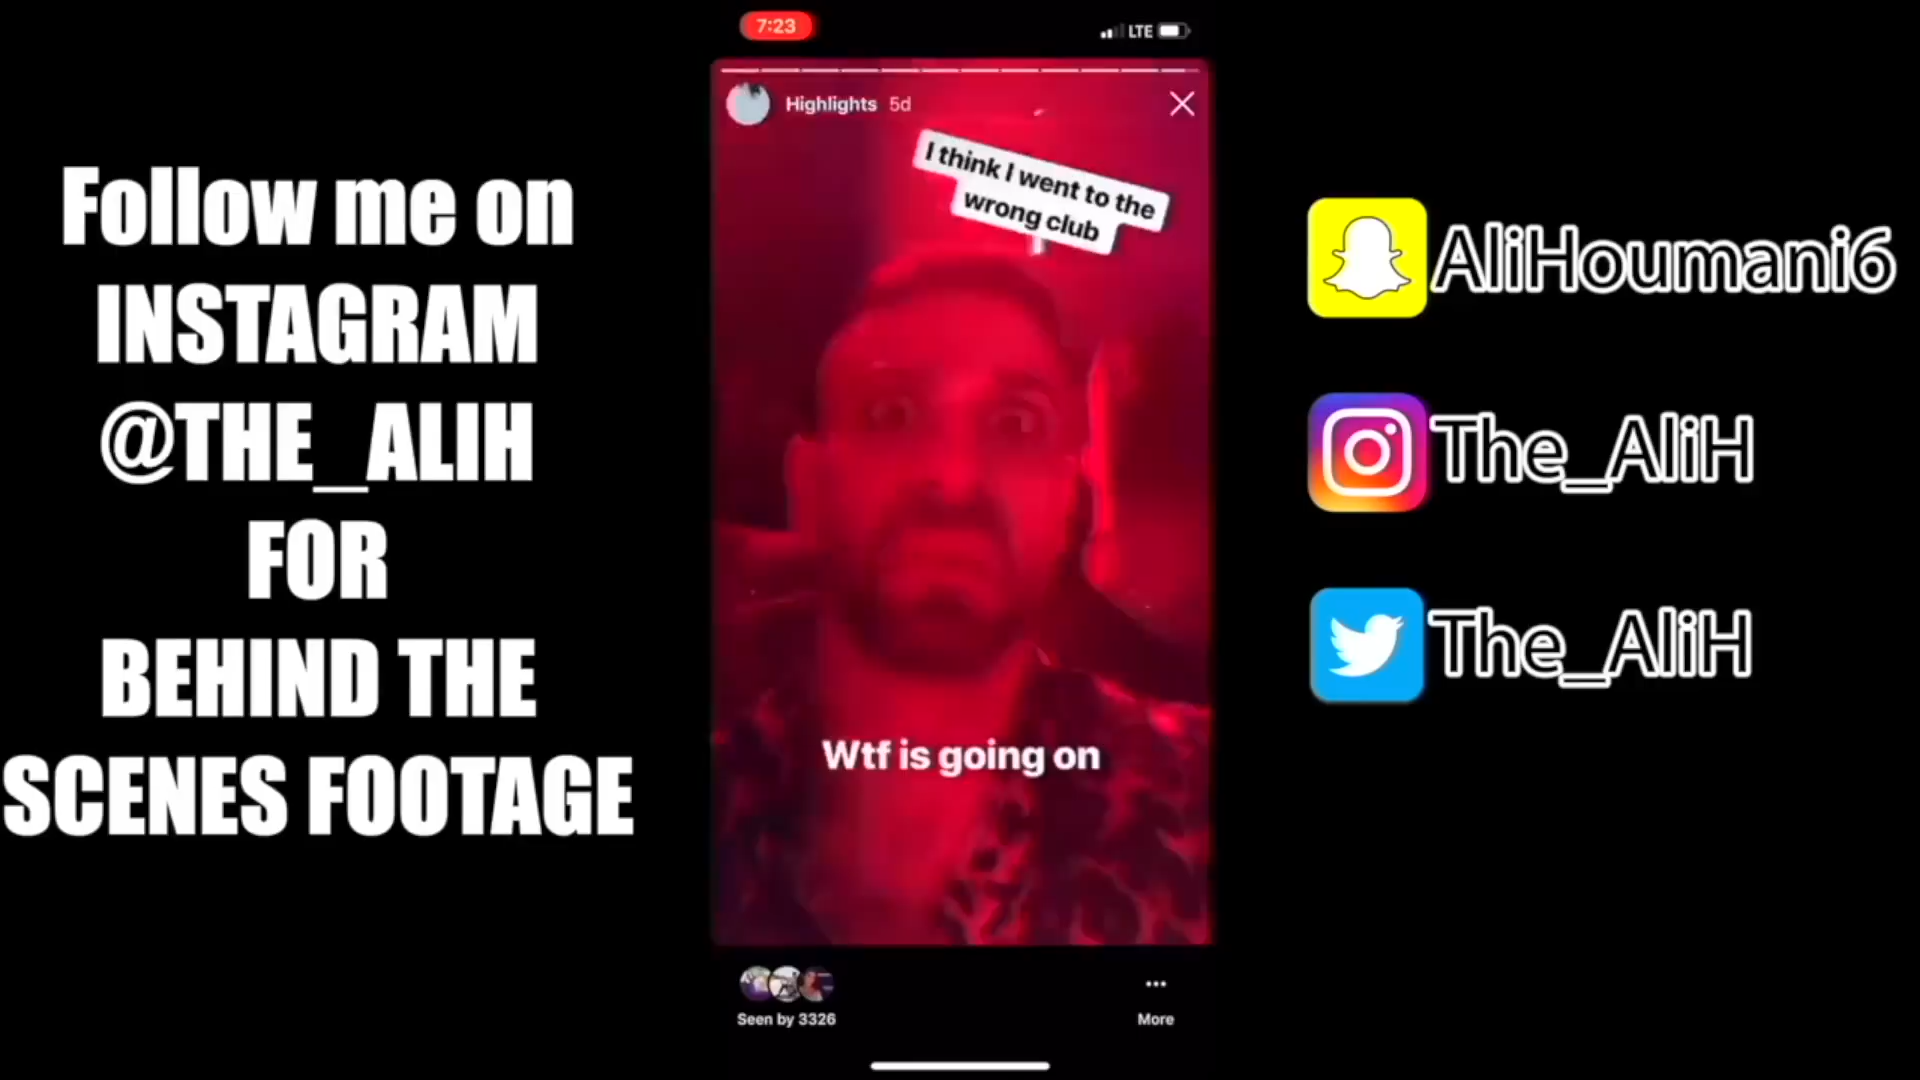 Follow me on
INSTAGRAM
@THE_ALIH
FOR
BEHIND THE
SCENES FOOTAGE
7:23
LTE
Highlights 5d
I think I went to the
wrong club
Wtf is going on
Seen by 3326
More
AliHoumani6
The_AliH
The_AliH